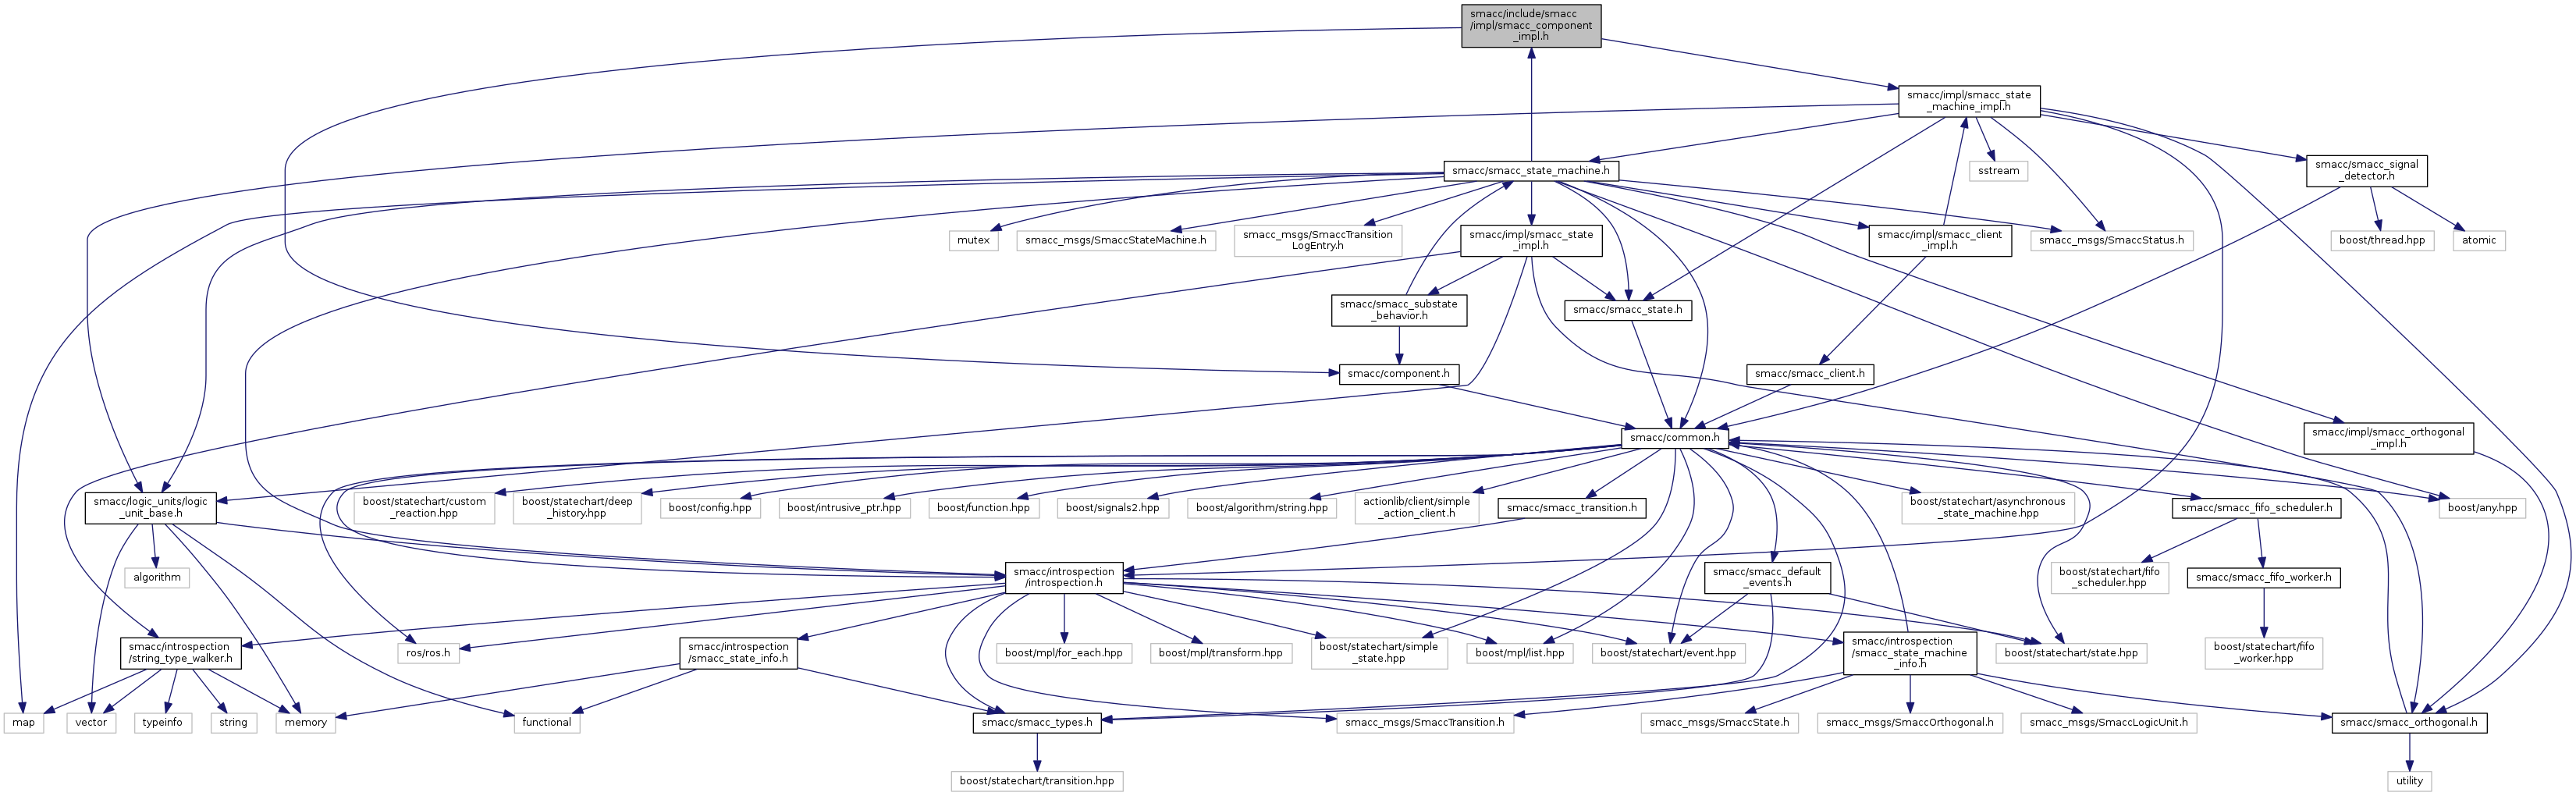 smacc/include/smacc
/impl/smacc_component
_impl.h
smacc/impl/smacc_state
_machine_impl.h
smacc/smacc_state_machine.h
sstream
smacc/smacc_signal
_detector.h
mutex
smacc_msgs/SmaccStateMachine.h
smacc_msgs/SmaccTransition
LogEntry.h
smacc/impl/smacc_state
_impl.h
smacc/impl/smacc_client
_impl.h
smacc_msgs/SmaccStatus.h
boost/thread.hpp
atomic
smacc/smacc_substate
_behavior.h
smacc/smacc_state.h
smacc/component.h
smacc/smacc_client.h
smacc/common.h
smacc/impl/smacc_orthogonal
_impl.h
smacc/logic_units/logic
_unit_base.h
boost/statechart/custom
_reaction.hpp
boost/statechart/deep
_history.hpp
boost/config.hpp
boost/intrusive_ptr.hpp
boost/function.hpp
boost/signals2.hpp
boost/algorithm/string.hpp
actionlib/client/simple
_action_client.h
smacc/smacc_transition.h
boost/statechart/asynchronous
_state_machine.hpp
smacc/smacc_fifo_scheduler.h
boost/any.hpp
algorithm
smacc/introspection
/introspection.h
smacc/smacc_default
_events.h
boost/statechart/fifo
_scheduler.hpp
smacc/smacc_fifo_worker.h
smacc/introspection
/string_type_walker.h
ros/ros.h
smacc/introspection
/smacc_state_info.h
boost/mpl/for_each.hpp
boost/mpl/transform.hpp
boost/statechart/simple
_state.hpp
boost/mpl/list.hpp
boost/statechart/event.hpp
smacc/introspection
/smacc_state_machine
_info.h
boost/statechart/state.hpp
boost/statechart/fifo
_worker.hpp
map
vector
typeinfo
string
memory
functional
smacc/smacc_types.h
smacc_msgs/SmaccTransition.h
smacc_msgs/SmaccState.h
smacc_msgs/SmaccOrthogonal.h
smacc_msgs/SmaccLogicUnit.h
smacc/smacc_orthogonal.h
boost/statechart/transition.hpp
utility